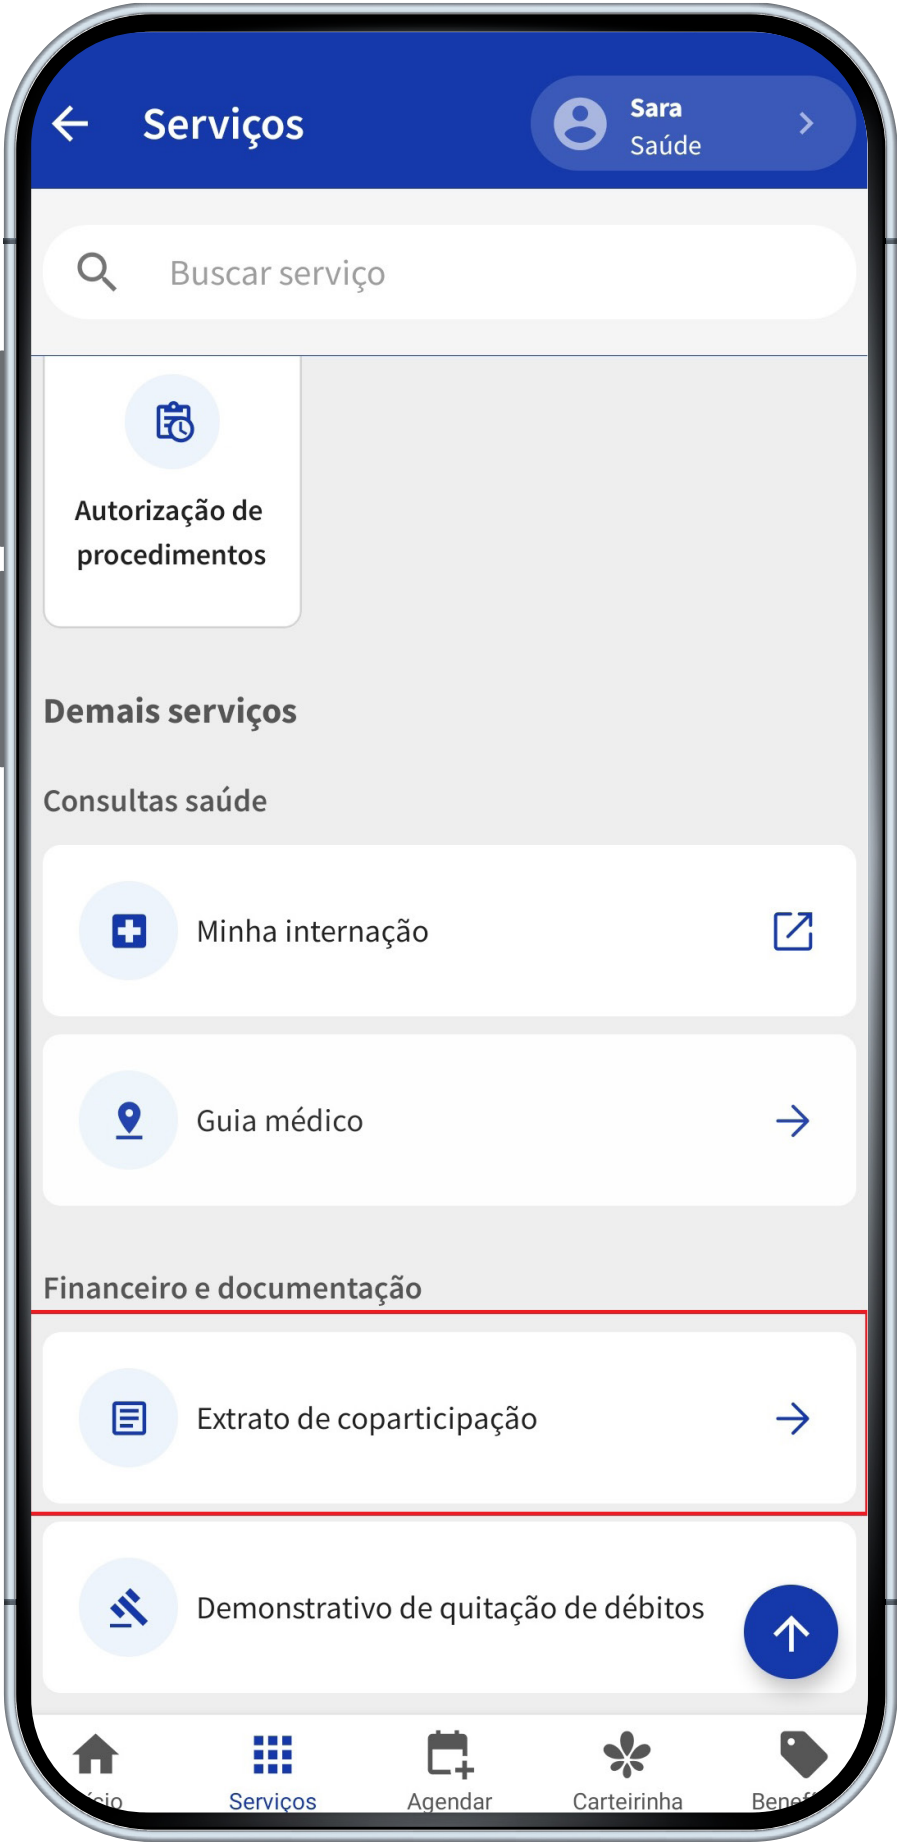 Serviços
Sara
Saúde
Buscar serviço
Autorização de
procedimentos
Demais serviços
Consultas saúde
Minha internação
Guia médico
Financeiro e documentação
Extrato de coparticipação
Demonstrativo de quitação de débitos
Serviços
Agendar
Carteirinha